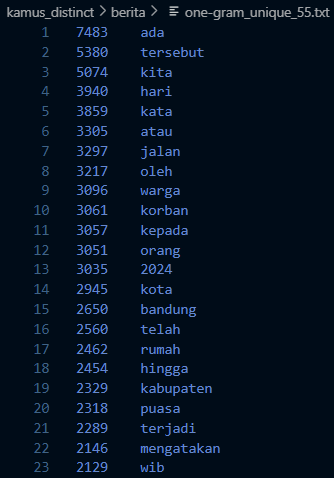 kamus_distinct > berita > one-gram_unique_55.txt
1 7483 ada
2 5380 tersebut
3 5074 kita
4 3940 hari
5 3859 kata
6 3305 atau
7 3297 jalan
8 3217 oleh
9 3096 warga
10 3061 korban
11 3057 kepada
12 3051 orang
13 3035 2024
14 2945 kota
15 2650 bandung
16 2560 telah
17 2462 rumah
18 2454 hingga
19 2329 kabupaten
20 2318 puasa
21 2289 terjadi
22 2146 mengatakan
23 2129 wib